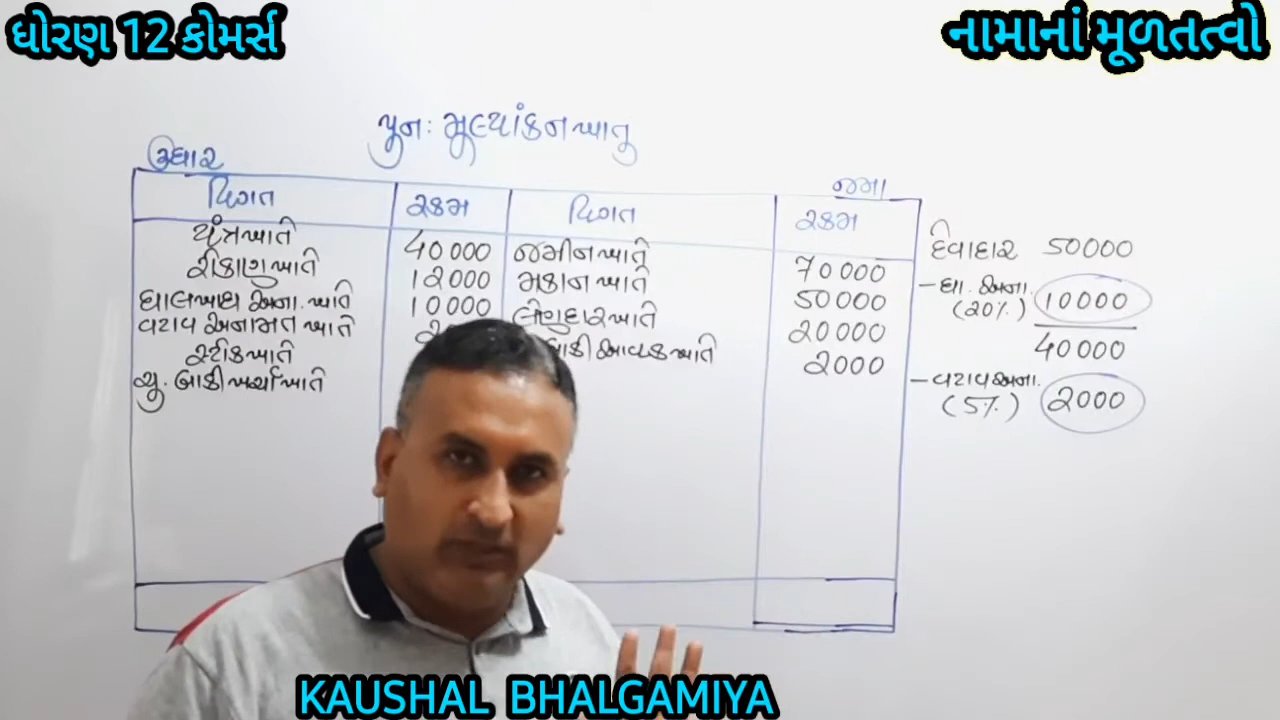 ધોરણ 12 કોમર્સ
નામાનાં મૂળતત્વો
પુનઃ મૂલ્યાંકન ખાતુ
ઉધાર
જમા
વિગત રકમ વિગત રકમ
યંત્ર ખાતે 40000 જમીન ખાતે 70000
રોકાણ ખાતે 12000 મકાન ખાતે 50000
ઘાલખાધ અના. ખાતે 10000 લેણદાર ખાતે 20000
વટાવ અનામત ખાતે બાકી આવક ખાતે 2000
સ્ટોક ખાતે
ચુ. બાકી ખર્ચા ખાતે
દેવાદાર 50000
- ઘા. અના. (20%) 10000
40000
- વટાવ અના. (5%) 2000
KAUSHAL BHALGAMIYA